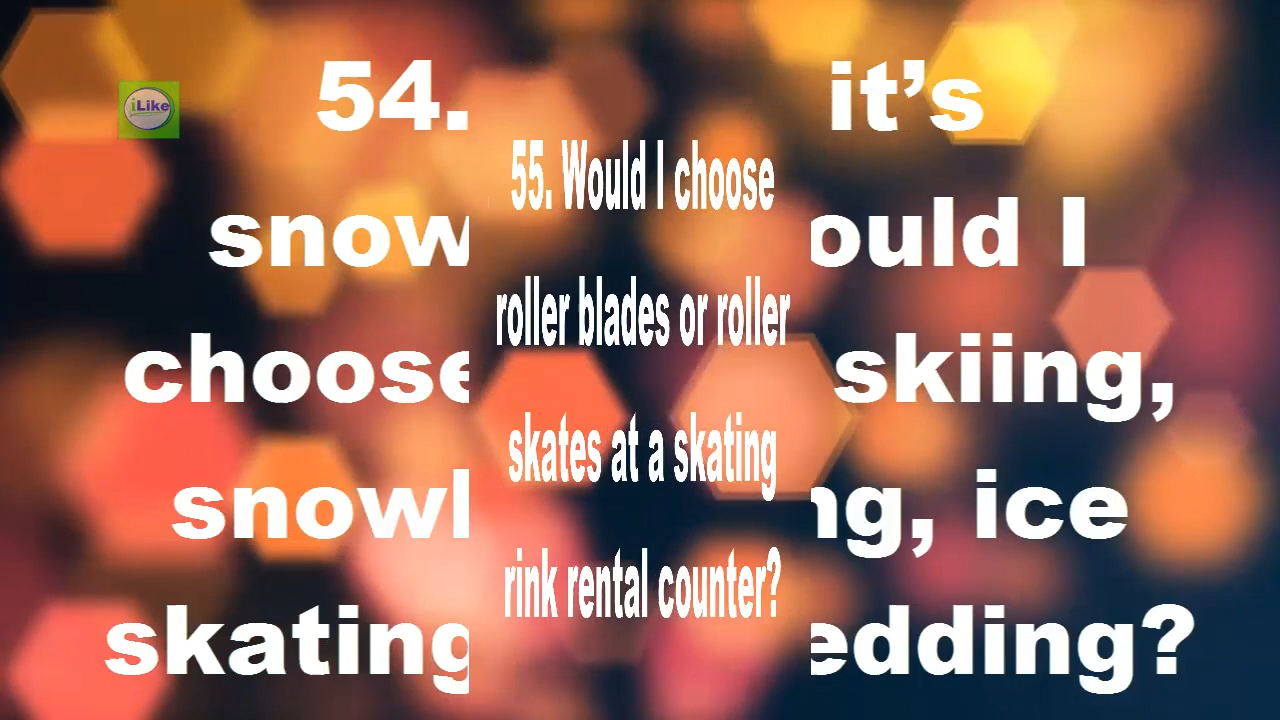 iLike
54. it’s
snow ould I
choose skiing,
snow ng, ice
skating edding?
55. Would I choose
roller blades or roller
skates at a skating
rink rental counter?